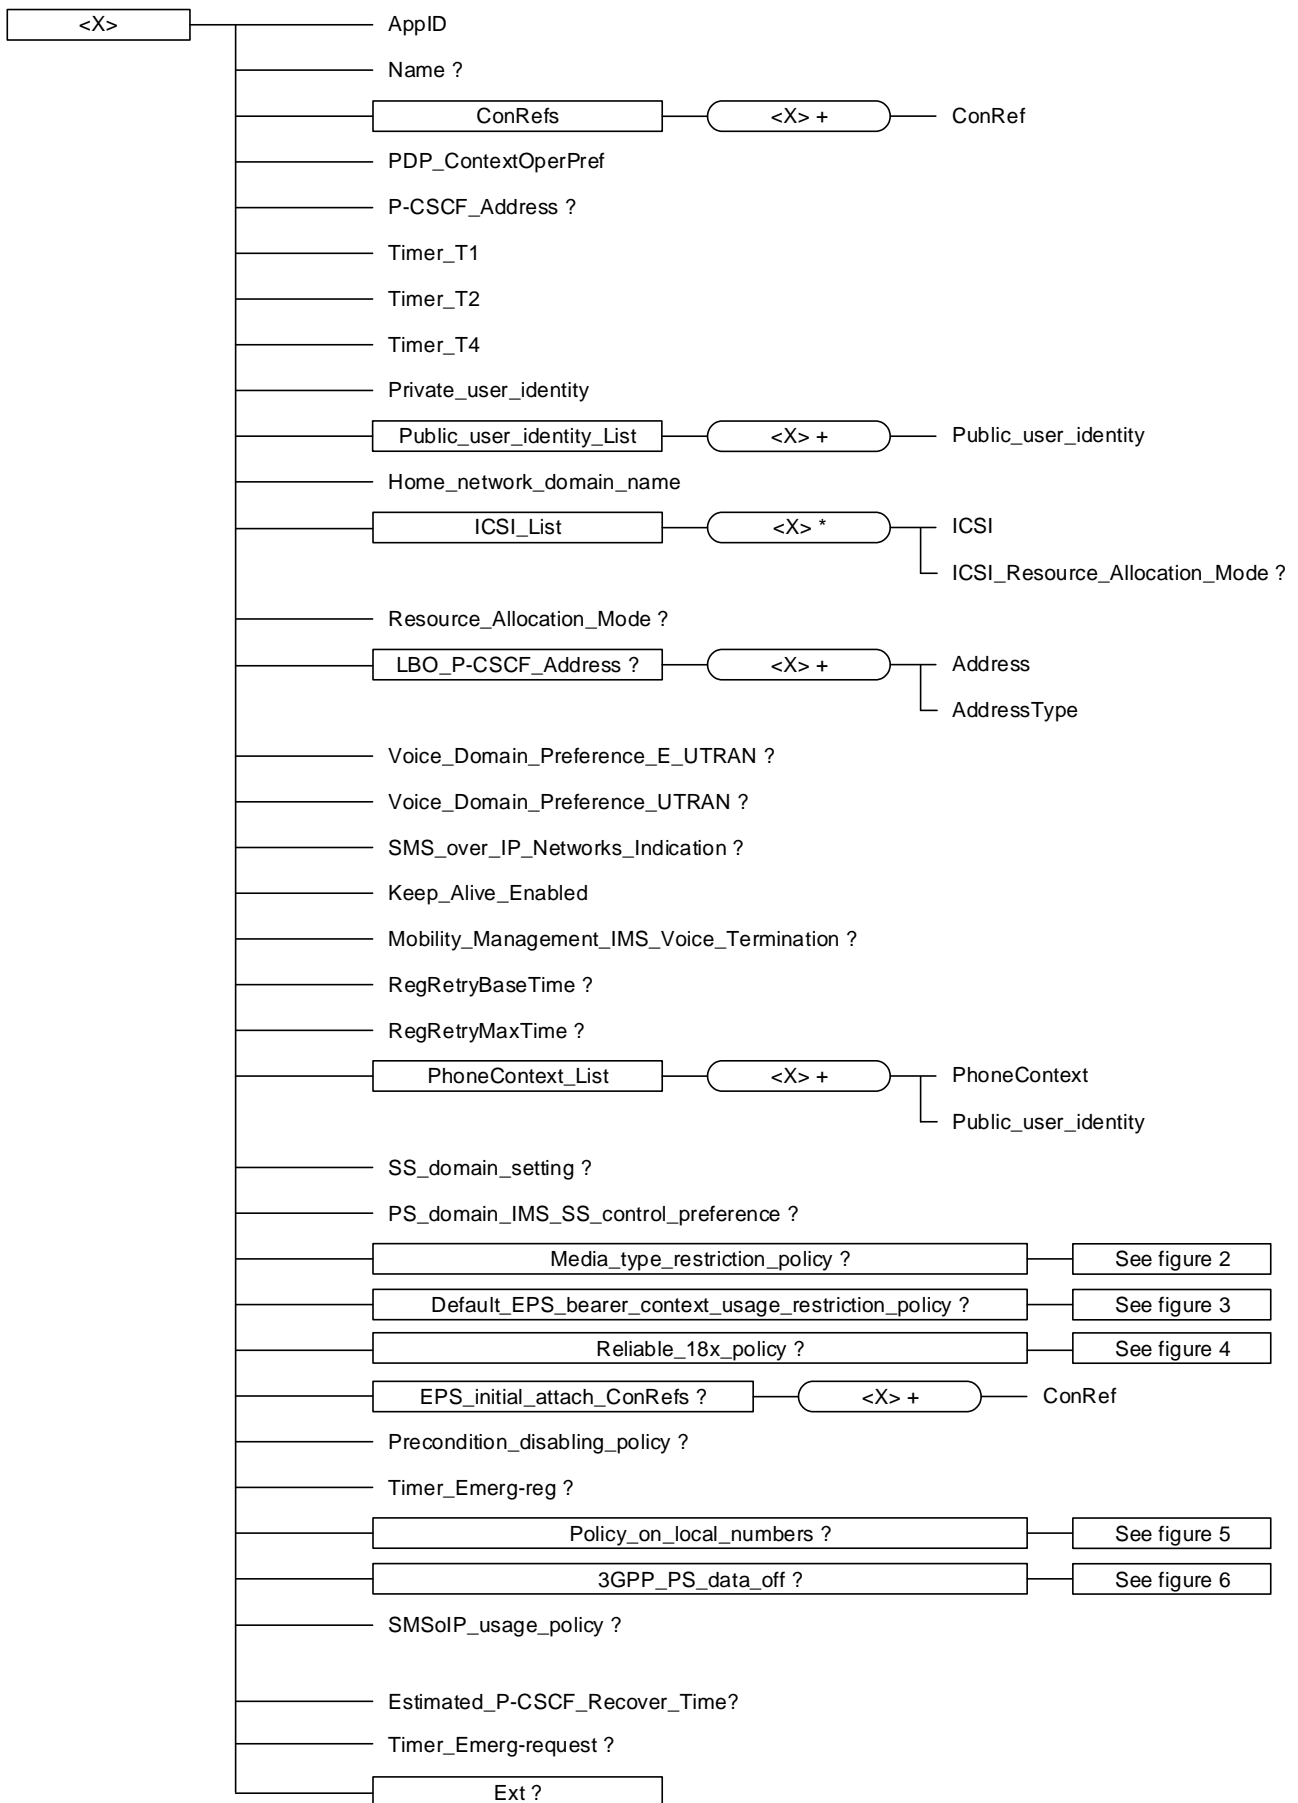 <X> AppID
Name ?
ConRefs <X> + ConRef
PDP_ContextOperPref
P-CSCF_Address ?
Timer_T1
Timer_T2
Timer_T4
Private_user_identity
Public_user_identity_List <X> + Public_user_identity
Home_network_domain_name
ICSI_List <X> * ICSI
ICSI_Resource_Allocation_Mode ?
Resource_Allocation_Mode ?
LBO_P-CSCF_Address ? <X> + Address
AddressType
Voice_Domain_Preference_E_UTRAN ?
Voice_Domain_Preference_UTRAN ?
SMS_over_IP_Networks_Indication ?
Keep_Alive_Enabled
Mobility_Management_IMS_Voice_Termination ?
RegRetryBaseTime ?
RegRetryMaxTime ?
PhoneContext_List <X> + PhoneContext
Public_user_identity
SS_domain_setting ?
PS_domain_IMS_SS_control_preference ?
Media_type_restriction_policy ? See figure 2
Default_EPS_bearer_context_usage_restriction_policy ? See figure 3
Reliable_18x_policy ? See figure 4
EPS_initial_attach_ConRefs ? <X> + ConRef
Precondition_disabling_policy ?
Timer_Emerg-reg ?
Policy_on_local_numbers ? See figure 5
3GPP_PS_data_off ? See figure 6
SMSoIP_usage_policy ?
Estimated_P-CSCF_Recover_Time?
Timer_Emerg-request ?
Ext ?